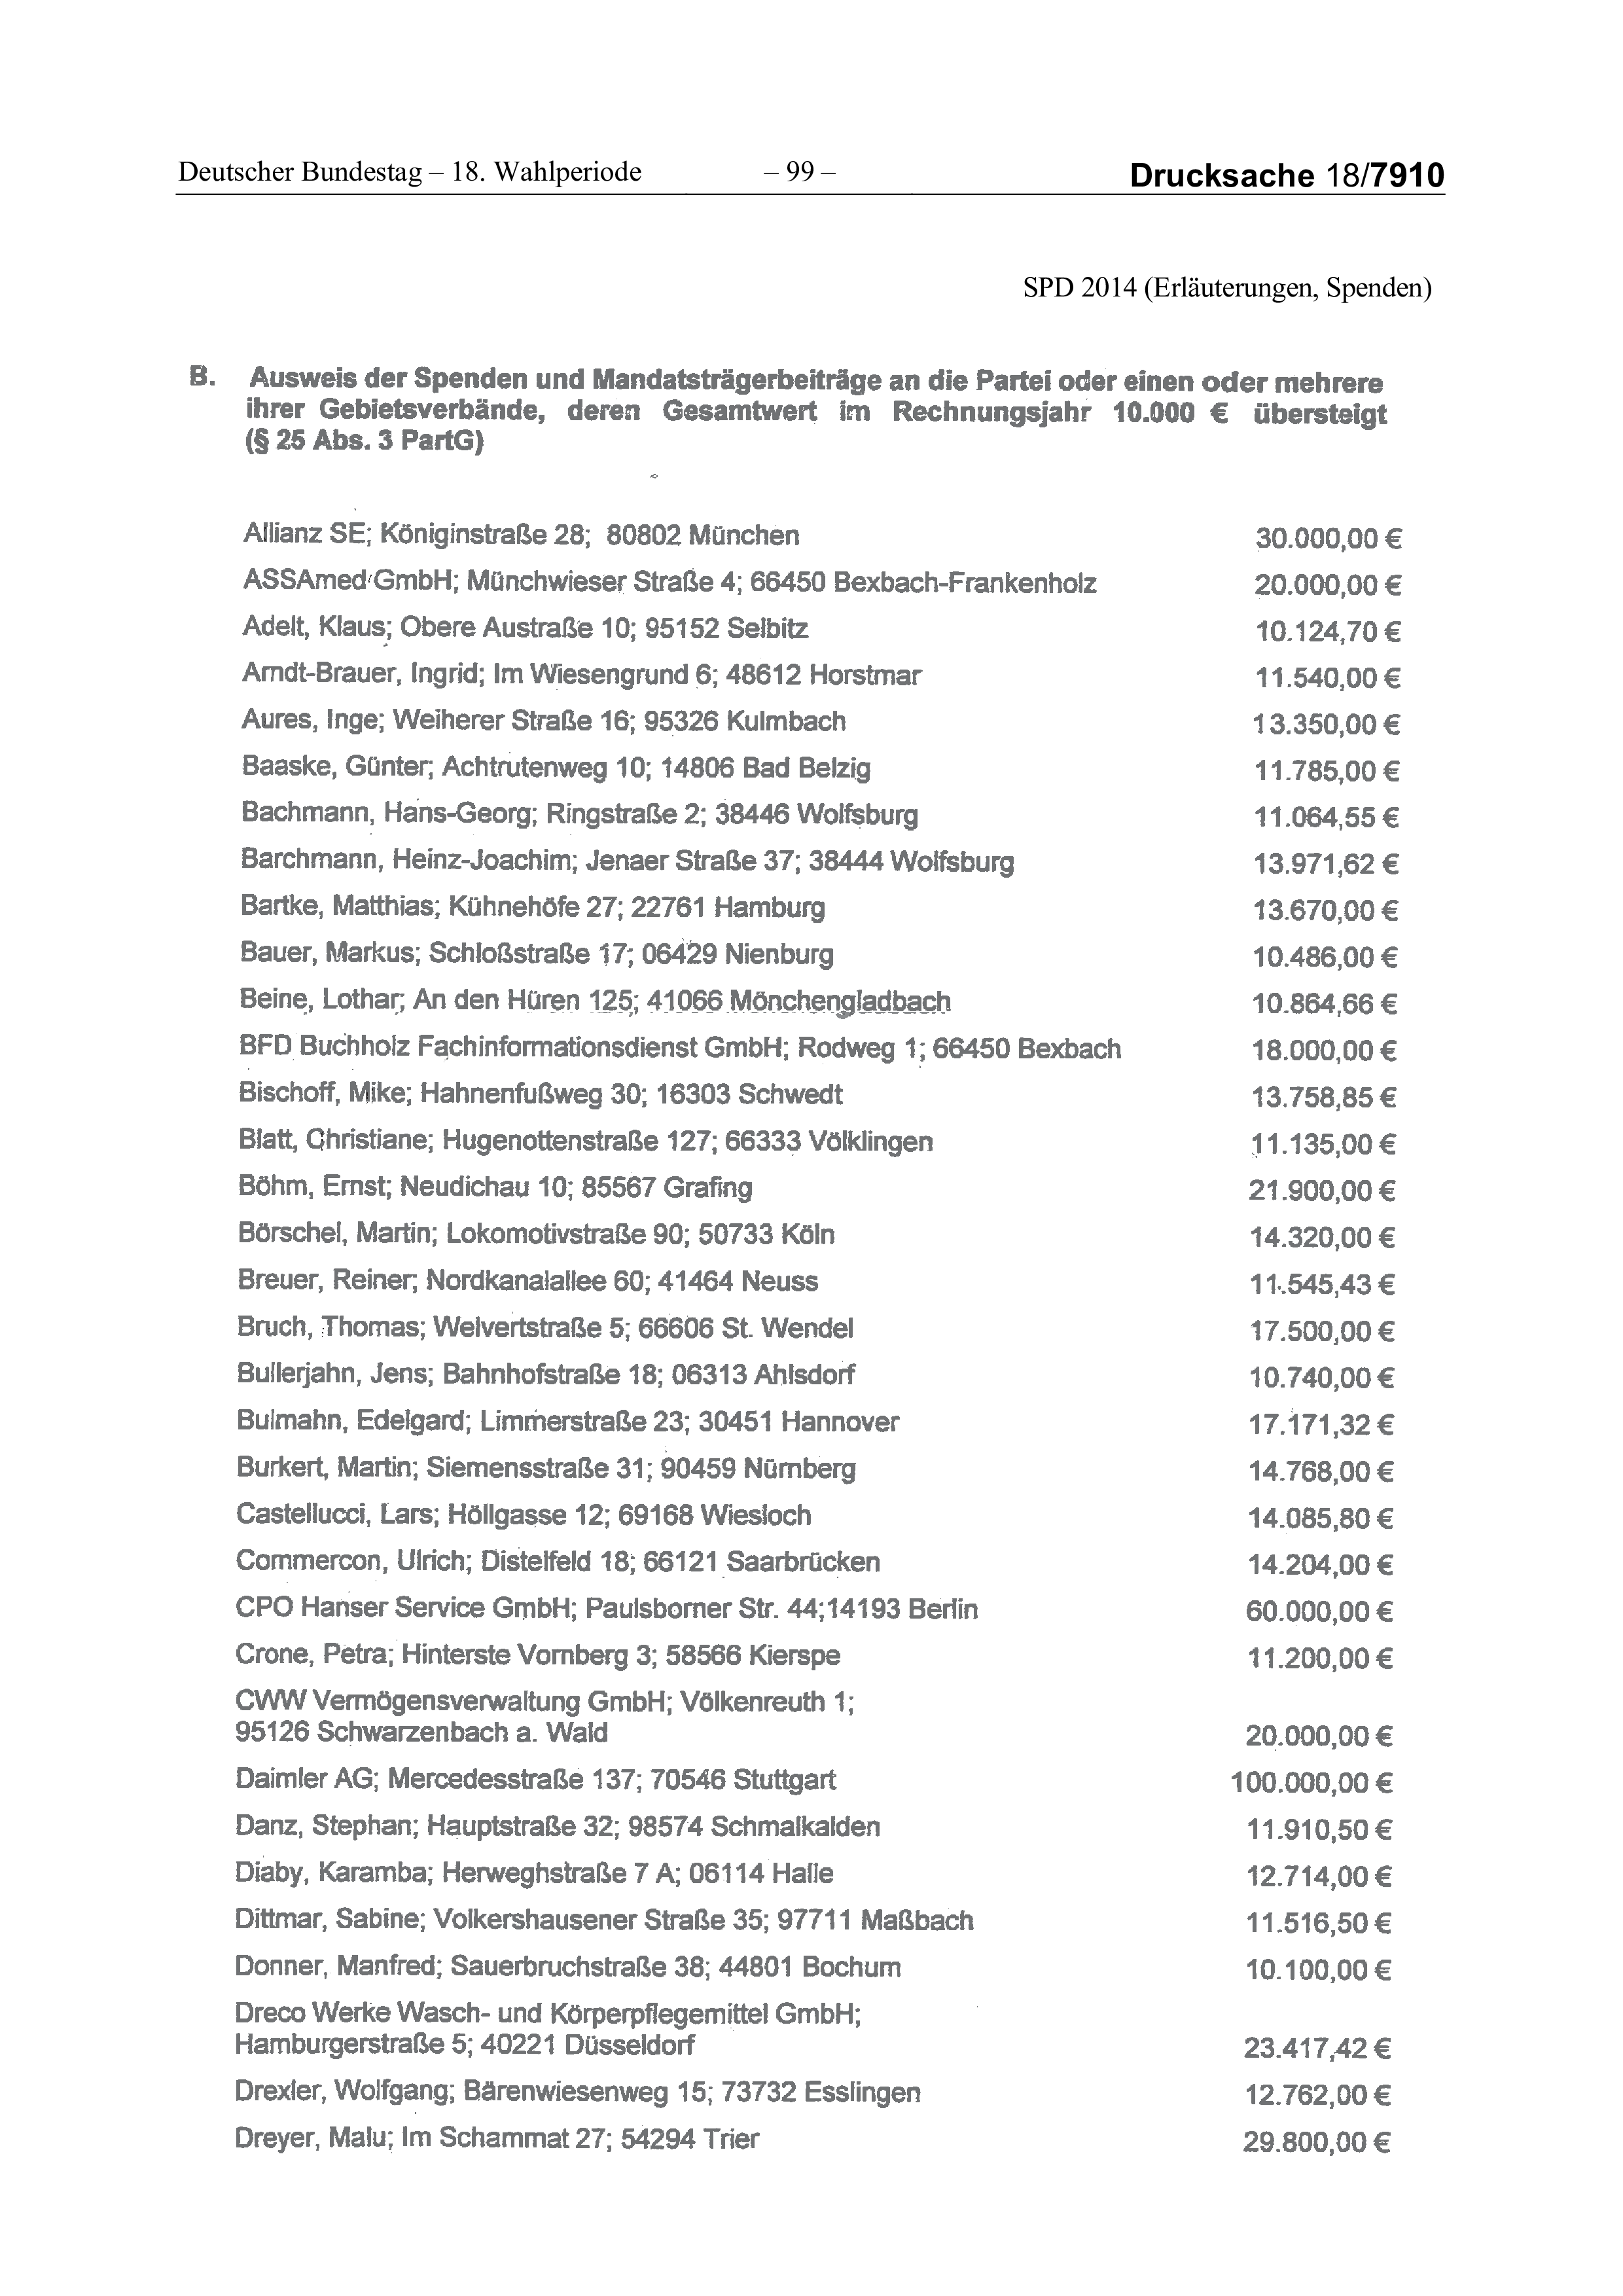 Deutscher Bundestag – 18. Wahlperiode – 99 – Drucksache 18/7910
SPD 2014 (Erläuterungen, Spenden)
B. Ausweis der Spenden und Mandatsträgerbeiträge an die Partei oder einen oder mehrere
ihrer Gebietsverbände, deren Gesamtwert im Rechnungsjahr 10.000 € übersteigt
(§ 25 Abs. 3 PartG)
Allianz SE; Königinstraße 28; 80802 München 30.000,00 €
ASSAmed GmbH; Münchwieser Straße 4; 66450 Bexbach-Frankenholz 20.000,00 €
Adelt, Klaus; Obere Austraße 10; 95152 Selbitz 10.124,70 €
Arndt-Brauer, Ingrid; Im Wiesengrund 6; 48612 Horstmar 11.540,00 €
Aures, Inge; Weiherer Straße 16; 95326 Kulmbach 13.350,00 €
Baaske, Günter; Achtrutenweg 10; 14806 Bad Belzig 11.785,00 €
Bachmann, Hans-Georg; Ringstraße 2; 38446 Wolfsburg 11.064,55 €
Barchmann, Heinz-Joachim; Jenaer Straße 37; 38444 Wolfsburg 13.971,62 €
Bartke, Matthias; Kühnehöfe 27; 22761 Hamburg 13.670,00 €
Bauer, Markus; Schloßstraße 17; 06429 Nienburg 10.486,00 €
Beine, Lothar; An den Hüren 125; 41066 Mönchengladbach 10.864,66 €
BFD Buchholz Fachinformationsdienst GmbH; Rodweg 1; 66450 Bexbach 18.000,00 €
Bischoff, Mike; Hahnenfußweg 30; 16303 Schwedt 13.758,85 €
Blatt, Christiane; Hugenottenstraße 127; 66333 Völklingen 11.135,00 €
Böhm, Ernst; Neudichau 10; 85567 Grafing 21.900,00 €
Börschel, Martin; Lokomotivstraße 90; 50733 Köln 14.320,00 €
Breuer, Reiner; Nordkanalallee 60; 41464 Neuss 11.545,43 €
Bruch, Thomas; Welvertstraße 5; 66606 St. Wendel 17.500,00 €
Bullerjahn, Jens; Bahnhofstraße 18; 06313 Ahlsdorf 10.740,00 €
Bulmahn, Edelgard; Limmerstraße 23; 30451 Hannover 17.171,32 €
Burkert, Martin; Siemensstraße 31; 90459 Nürnberg 14.768,00 €
Castellucci, Lars; Höllgasse 12; 69168 Wiesloch 14.085,80 €
Commercon, Ulrich; Distelfeld 18; 66121 Saarbrücken 14.204,00 €
CPO Hanser Service GmbH; Paulsborner Str. 44;14193 Berlin 60.000,00 €
Crone, Petra; Hinterste Vornberg 3; 58566 Kierspe 11.200,00 €
CWW Vermögensverwaltung GmbH; Völkenreuth 1;
95126 Schwarzenbach a. Wald 20.000,00 €
Daimler AG; Mercedesstraße 137; 70546 Stuttgart 100.000,00 €
Danz, Stephan; Hauptstraße 32; 98574 Schmalkalden 11.910,50 €
Diaby, Karamba; Herweghstraße 7 A; 06114 Halle 12.714,00 €
Dittmar, Sabine; Volkershausener Straße 35; 97711 Maßbach 11.516,50 €
Donner, Manfred; Sauerbruchstraße 38; 44801 Bochum 10.100,00 €
Dreco Werke Wasch- und Körperpflegemittel GmbH;
Hamburgerstraße 5; 40221 Düsseldorf 23.417,42 €
Drexler, Wolfgang; Bärenwiesenweg 15; 73732 Esslingen 12.762,00 €
Dreyer, Malu; Im Schammat 27; 54294 Trier 29.800,00 €